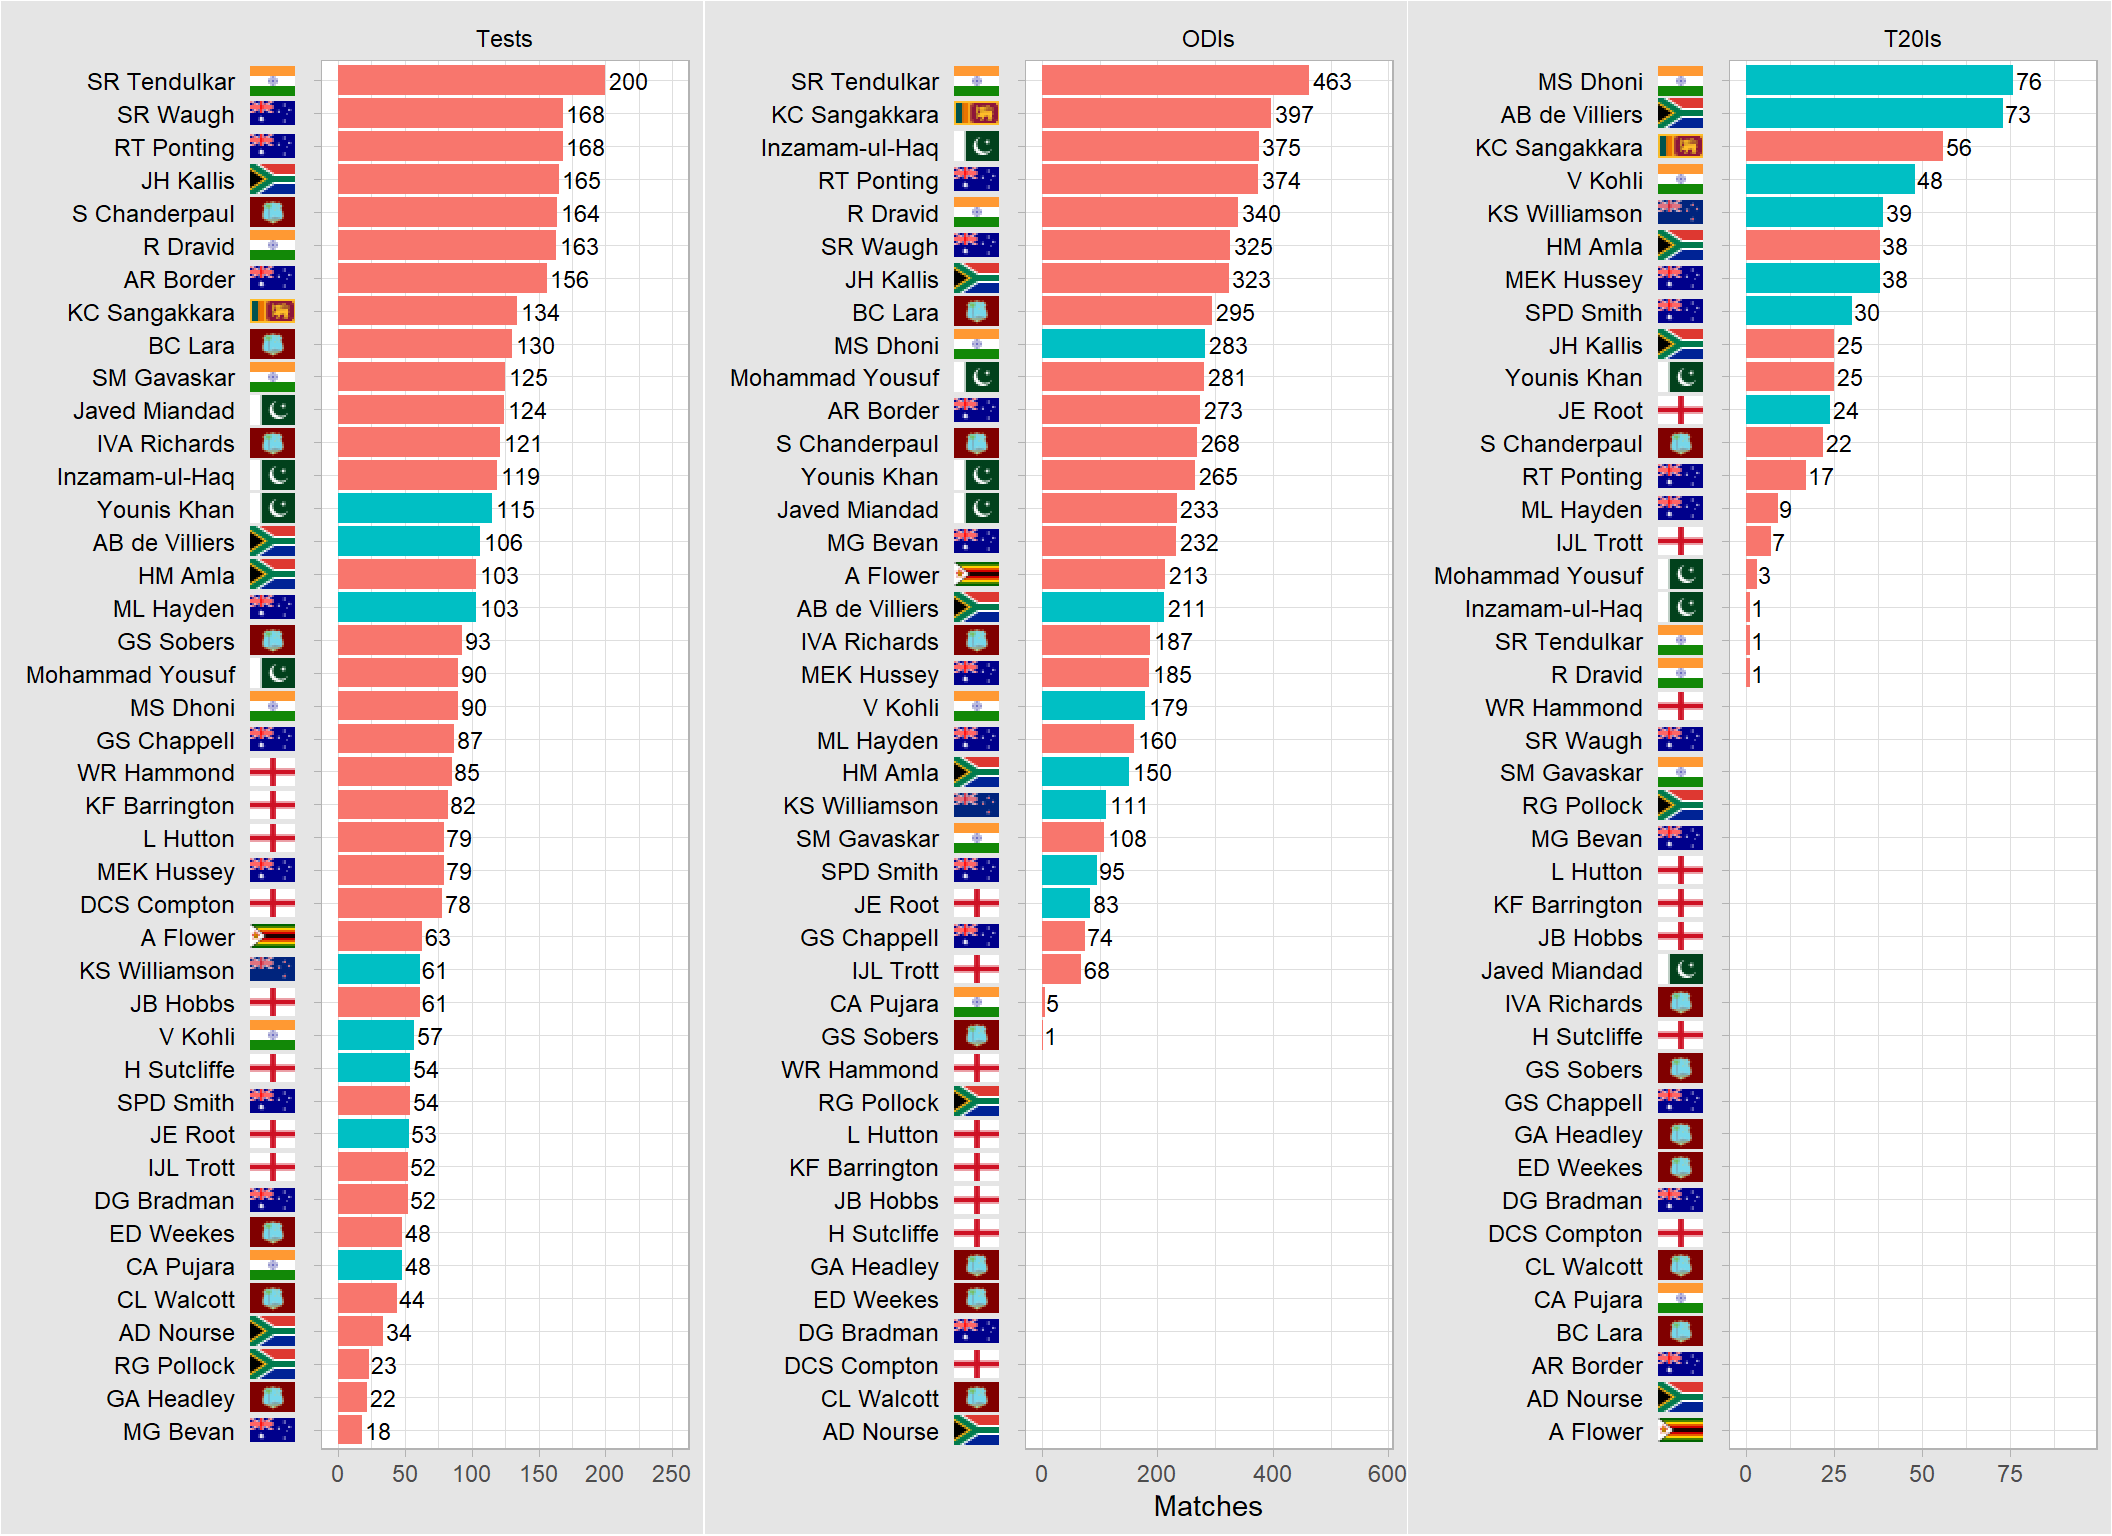 Tests
SR Tendulkar 200
SR Waugh 168
RT Ponting 168
JH Kallis 165
S Chanderpaul 164
R Dravid 163
AR Border 156
KC Sangakkara 134
BC Lara 130
SM Gavaskar 125
Javed Miandad 124
IVA Richards 121
Inzamam-ul-Haq 119
Younis Khan 115
AB de Villiers 106
HM Amla 103
ML Hayden 103
GS Sobers 93
Mohammad Yousuf 90
MS Dhoni 90
GS Chappell 87
WR Hammond 85
KF Barrington 82
L Hutton 79
MEK Hussey 79
DCS Compton 78
A Flower 63
KS Williamson 61
JB Hobbs 61
V Kohli 57
H Sutcliffe 54
SPD Smith 54
JE Root 53
IJL Trott 52
DG Bradman 52
ED Weekes 48
CA Pujara 48
CL Walcott 44
AD Nourse 34
RG Pollock 23
GA Headley 22
MG Bevan 18
0 50 100 150 200 250
ODIs
SR Tendulkar 463
KC Sangakkara 397
Inzamam-ul-Haq 375
RT Ponting 374
R Dravid 340
SR Waugh 325
JH Kallis 323
BC Lara 295
MS Dhoni 283
Mohammad Yousuf 281
AR Border 273
S Chanderpaul 268
Younis Khan 265
Javed Miandad 233
MG Bevan 232
A Flower 213
AB de Villiers 211
IVA Richards 187
MEK Hussey 185
V Kohli 179
ML Hayden 160
HM Amla 150
KS Williamson 111
SM Gavaskar 108
SPD Smith 95
JE Root 83
GS Chappell 74
IJL Trott 68
CA Pujara 5
GS Sobers 1
WR Hammond
RG Pollock
L Hutton
KF Barrington
JB Hobbs
H Sutcliffe
GA Headley
ED Weekes
DG Bradman
DCS Compton
CL Walcott
AD Nourse
0 200 400 600
Matches
T20Is
MS Dhoni 76
AB de Villiers 73
KC Sangakkara 56
V Kohli 48
KS Williamson 39
HM Amla 38
MEK Hussey 38
SPD Smith 30
JH Kallis 25
Younis Khan 25
JE Root 24
S Chanderpaul 22
RT Ponting 17
ML Hayden 9
IJL Trott 7
Mohammad Yousuf 3
Inzamam-ul-Haq 1
SR Tendulkar 1
R Dravid 1
WR Hammond
SR Waugh
SM Gavaskar
RG Pollock
MG Bevan
L Hutton
KF Barrington
JB Hobbs
Javed Miandad
IVA Richards
H Sutcliffe
GS Sobers
GS Chappell
GA Headley
ED Weekes
DG Bradman
DCS Compton
CL Walcott
CA Pujara
BC Lara
AR Border
AD Nourse
A Flower
0 25 50 75